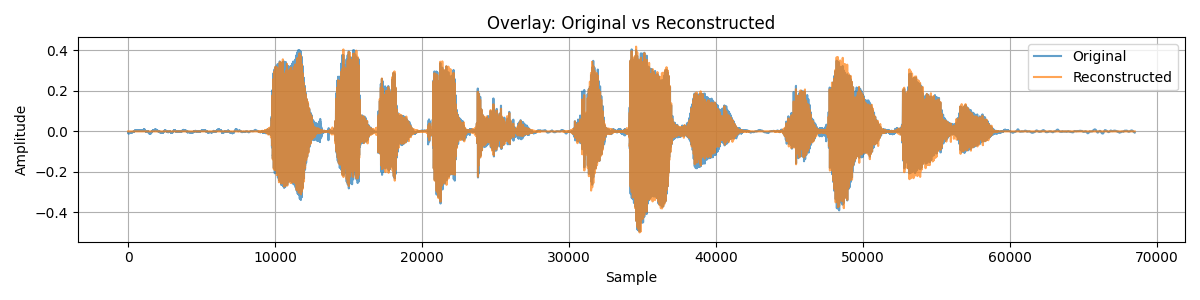 Overlay: Original vs Reconstructed
Original
Reconstructed
Amplitude
0.4
0.2
0.0
−0.2
−0.4
0 10000 20000 30000 40000 50000 60000 70000
Sample